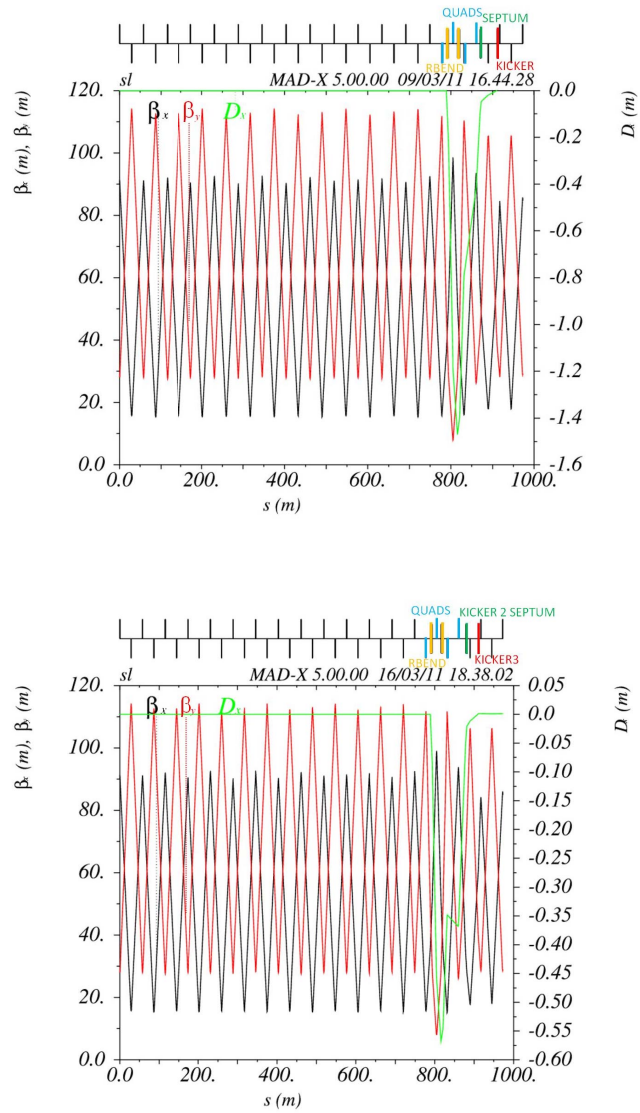 QUADS
SEPTUM
RBEND
KICKER
sl MAD-X 5.00.00 09/03/11 16.44.28
βx βy Dx
βx (m), βy (m)
120.
100.
80.
60.
40.
20.
0.0
Dx (m)
0.0
-0.2
-0.4
-0.6
-0.8
-1.0
-1.2
-1.4
-1.6
0.0 200. 400. 600. 800. 1000.
s (m)
QUADS KICKER 2 SEPTUM
RBEND KICKER3
sl MAD-X 5.00.00 16/03/11 18.38.02
βx βy Dx
βx (m), βy (m)
120.
100.
80.
60.
40.
20.
0.0
Dx (m)
0.05
0.0
-0.05
-0.10
-0.15
-0.20
-0.25
-0.30
-0.35
-0.40
-0.45
-0.50
-0.55
-0.60
0.0 200. 400. 600. 800. 1000.
s (m)